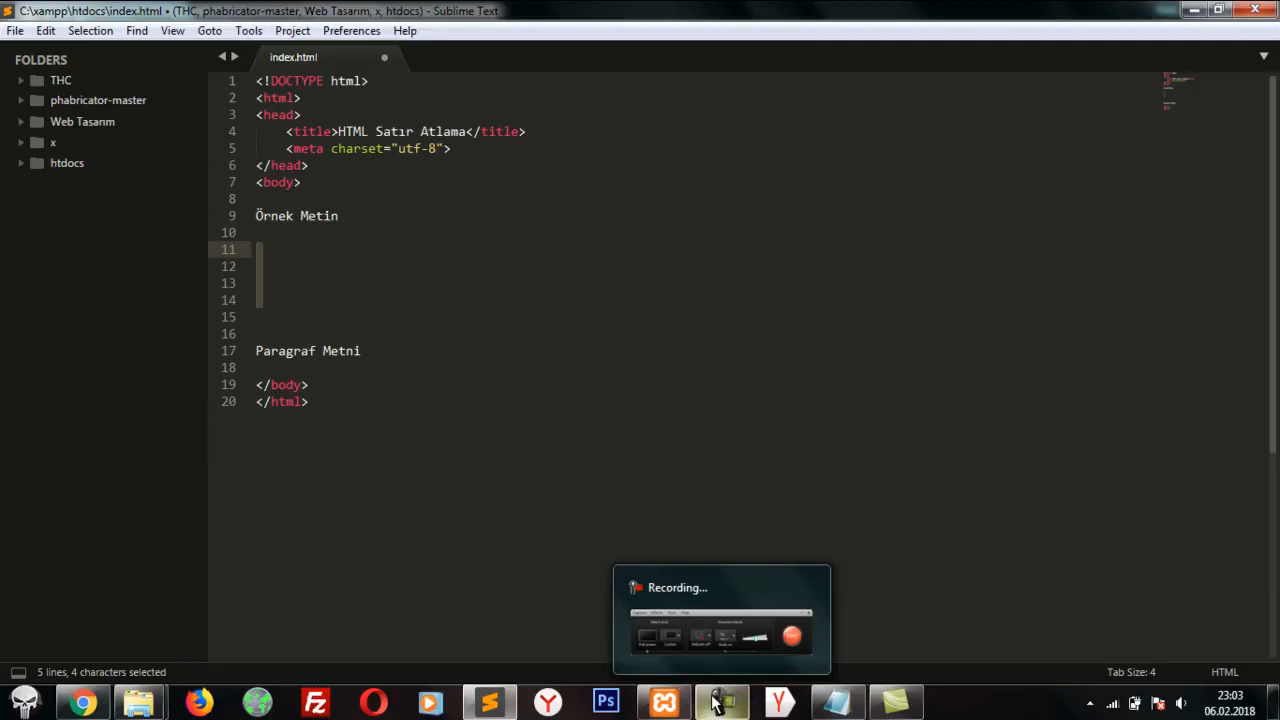 C:\xampp\htdocs\index.html • (THC, phabricator-master, Web Tasarım, x, htdocs) - Sublime Text
File Edit Selection Find View Goto Tools Project Preferences Help
FOLDERS
THC
phabricator-master
Web Tasarım
x
htdocs
index.html
1 <!DOCTYPE html>
2 <html>
3 <head>
4 <title>HTML Satır Atlama</title>
5 <meta charset="utf-8">
6 </head>
7 <body>
8
9 Örnek Metin
10
11
12
13
14
15
16
17 Paragraf Metni
18
19 </body>
20 </html>
Recording...
5 lines, 4 characters selected
Tab Size: 4
HTML
Ps
23:03
06.02.2018